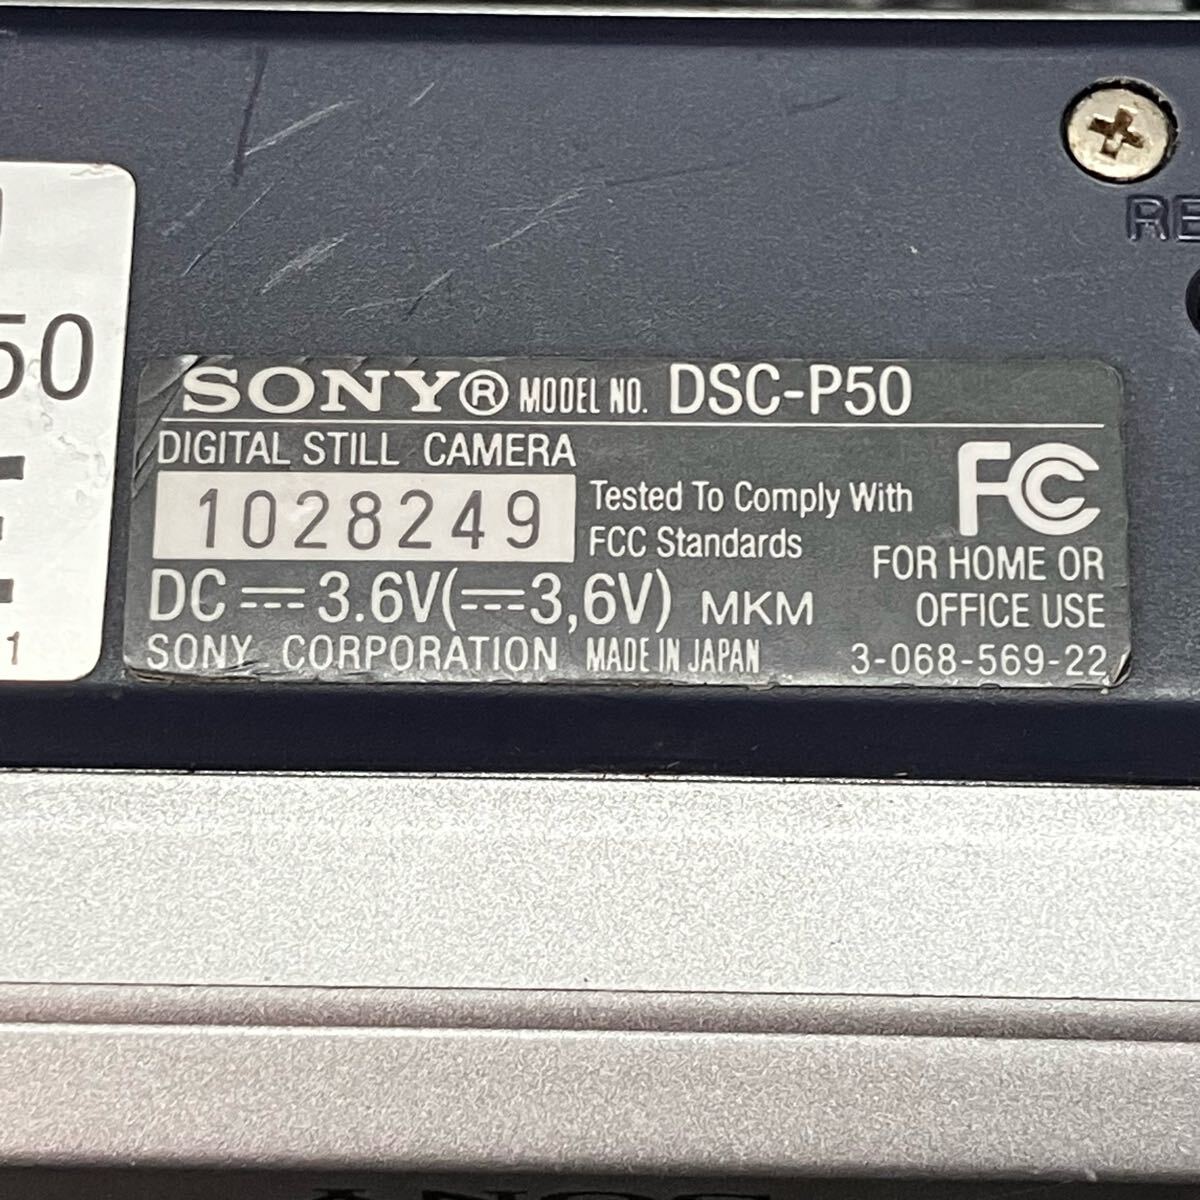 SONY® MODEL NO. DSC-P50
DIGITAL STILL CAMERA
1028249
Tested To Comply With
FCC Standards
FC
FOR HOME OR
OFFICE USE
DC ⎓ 3.6V(⎓3,6V) MKM
SONY CORPORATION MADE IN JAPAN 3-068-569-22
50
1
RE